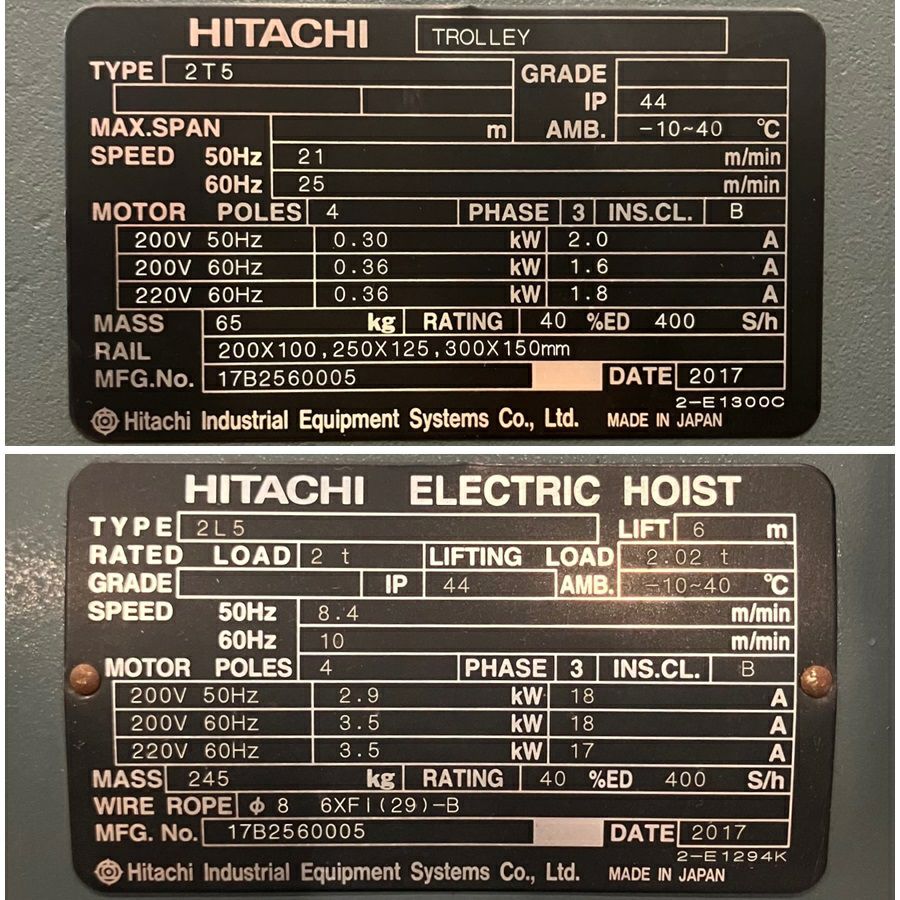 HITACHI TROLLEY
TYPE 2T5 GRADE
IP 44
MAX.SPAN m AMB. -10~40 ℃
SPEED 50Hz 21 m/min
60Hz 25 m/min
MOTOR POLES 4 PHASE 3 INS.CL. B
200V 50Hz 0.30 kW 2.0 A
200V 60Hz 0.36 kW 1.6 A
220V 60Hz 0.36 kW 1.8 A
MASS 65 kg RATING 40 %ED 400 S/h
RAIL 200X100,250X125,300X150mm
MFG.No. 17B2560005 DATE 2017
2-E1300C
Hitachi Industrial Equipment Systems Co., Ltd. MADE IN JAPAN
HITACHI ELECTRIC HOIST
TYPE 2L5 LIFT 6 m
RATED LOAD 2 t LIFTING LOAD 2.02 t
GRADE IP 44 AMB. -10~40 ℃
SPEED 50Hz 8.4 m/min
60Hz 10 m/min
MOTOR POLES 4 PHASE 3 INS.CL. B
200V 50Hz 2.9 kW 18 A
200V 60Hz 3.5 kW 18 A
220V 60Hz 3.5 kW 17 A
MASS 245 kg RATING 40 %ED 400 S/h
WIRE ROPE φ 8 6XFi(29)-B
MFG. No. 17B2560005 DATE 2017
2-E1294K
Hitachi Industrial Equipment Systems Co., Ltd. MADE IN JAPAN